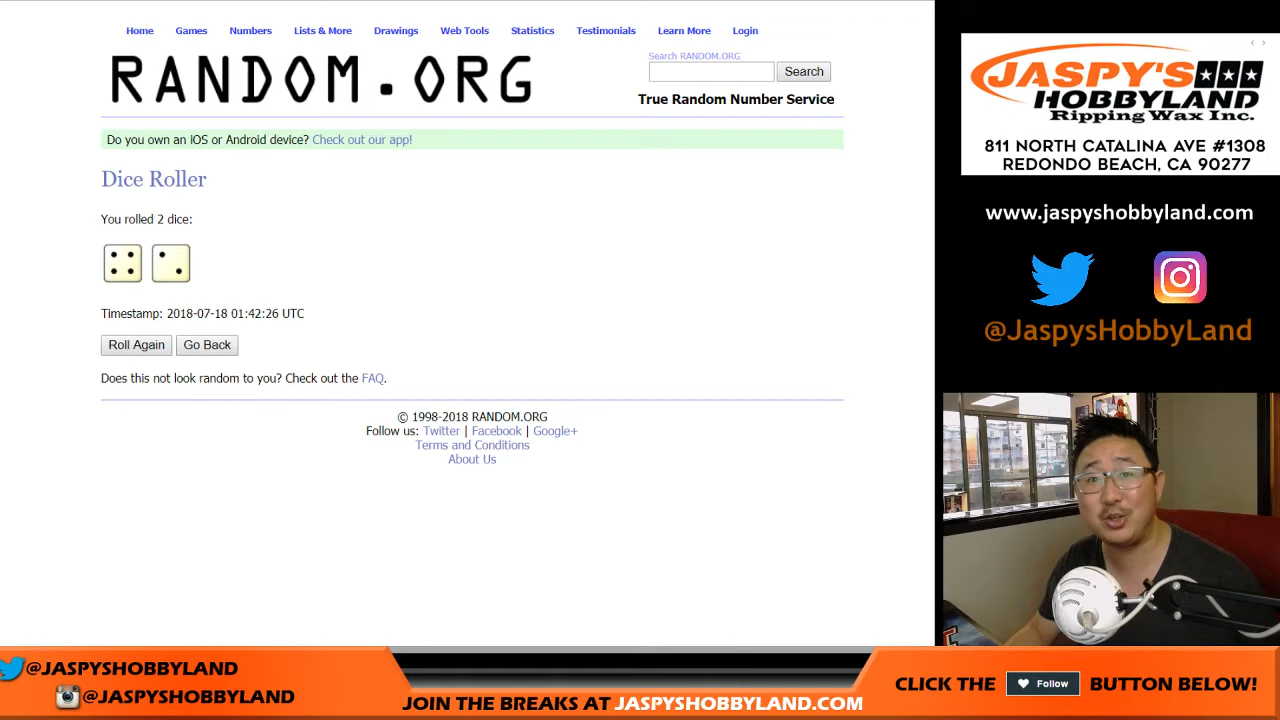 Home Games Numbers Lists & More Drawings Web Tools Statistics Testimonials Learn More Login
RANDOM.ORG
Search RANDOM.ORG
Search
True Random Number Service
Do you own an iOS or Android device? Check out our app!
Dice Roller
You rolled 2 dice:
Timestamp: 2018-07-18 01:42:26 UTC
Roll Again Go Back
Does this not look random to you? Check out the FAQ.
© 1998-2018 RANDOM.ORG
Follow us: Twitter | Facebook | Google+
Terms and Conditions
About Us
JASPY'S
HOBBYLAND
Ripping Wax Inc.
811 NORTH CATALINA AVE #1308
REDONDO BEACH, CA 90277
www.jaspyshobbyland.com
@JaspysHobbyLand
@JASPYSHOBBYLAND
@JASPYSHOBBYLAND
JOIN THE BREAKS AT JASPYSHOBBYLAND.COM
CLICK THE Follow BUTTON BELOW!